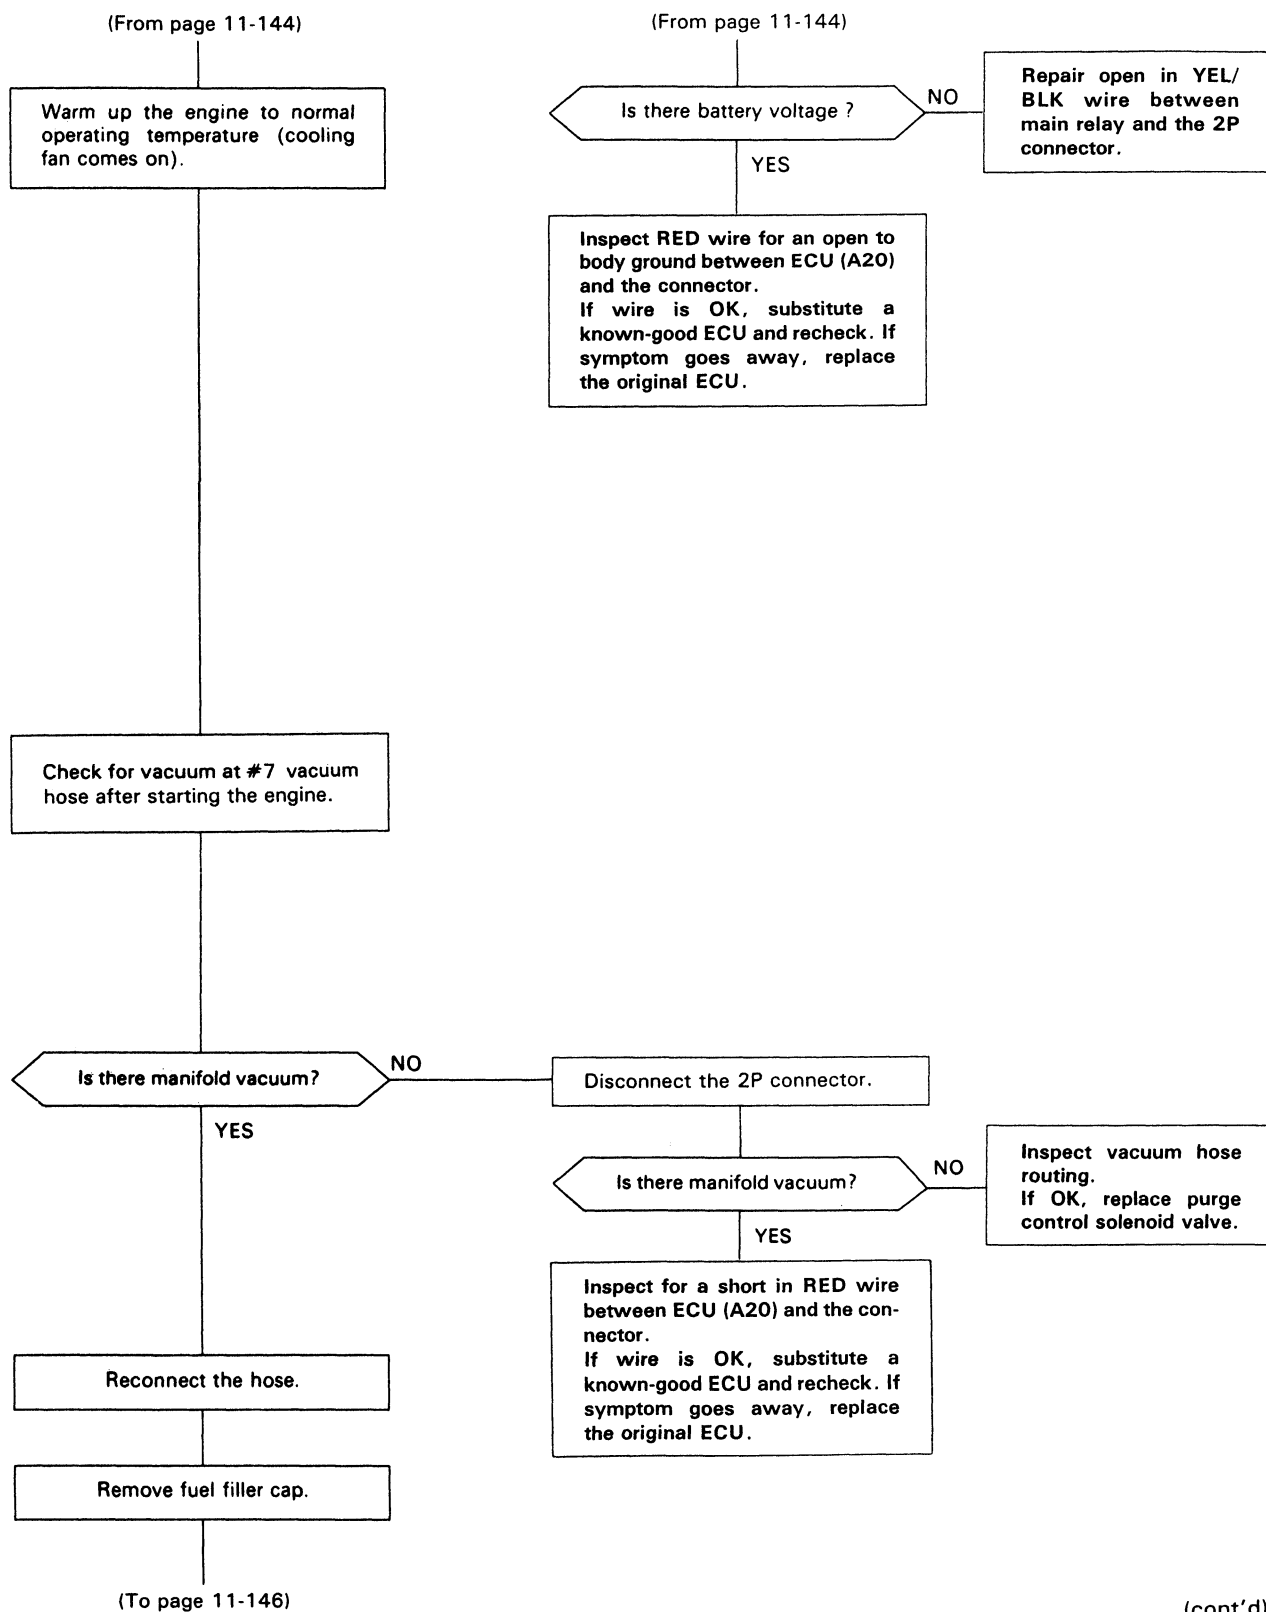 (From page 11-144)
Warm up the engine to normal
operating temperature (cooling
fan comes on).
Check for vacuum at #7 vacuum
hose after starting the engine.
Is there manifold vacuum?
NO
YES
Reconnect the hose.
Remove fuel filler cap.
(To page 11-146)
(From page 11-144)
Is there battery voltage ?
NO
Repair open in YEL/
BLK wire between
main relay and the 2P
connector.
YES
Inspect RED wire for an open to
body ground between ECU (A20)
and the connector.
If wire is OK, substitute a
known-good ECU and recheck. If
symptom goes away, replace
the original ECU.
Disconnect the 2P connector.
Is there manifold vacuum?
NO
Inspect vacuum hose
routing.
If OK, replace purge
control solenoid valve.
YES
Inspect for a short in RED wire
between ECU (A20) and the con-
nector.
If wire is OK, substitute a
known-good ECU and recheck. If
symptom goes away, replace
the original ECU.
(cont'd)